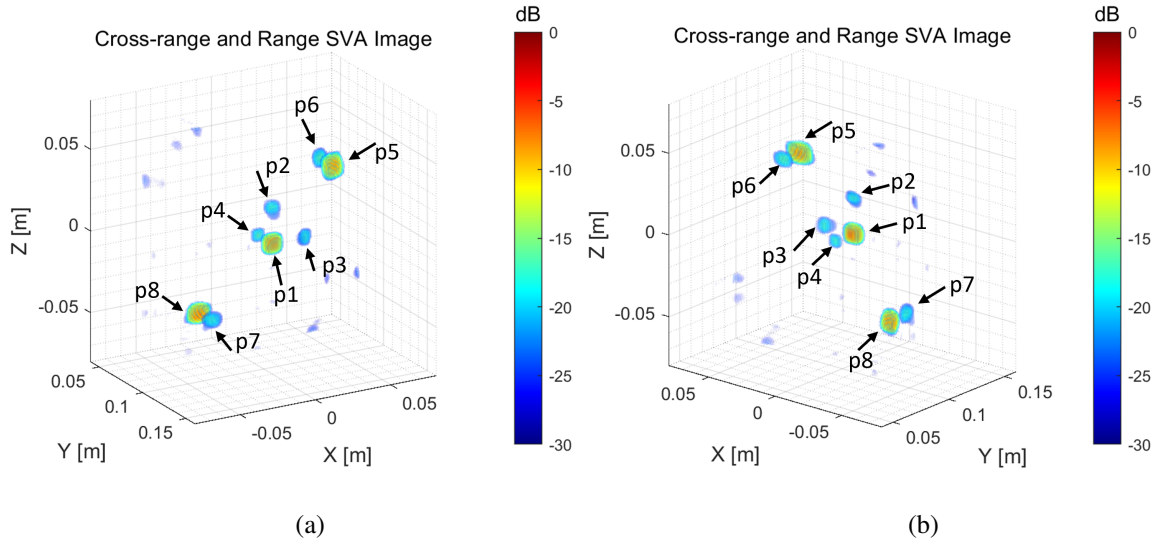 dB
Cross-range and Range SVA Image
0
-5
-10
-15
-20
-25
-30
p6
p5
p2
p4
p3
p1
p8
p7
0.05
0
-0.05
Z [m]
0.05
0.1
0.15
Y [m]
-0.05
0
0.05
X [m]
(a)
dB
Cross-range and Range SVA Image
0
-5
-10
-15
-20
-25
-30
p5
p6
p2
p1
p3
p4
p7
p8
0.05
0
-0.05
Z [m]
0.05
0
-0.05
X [m]
0.15
0.1
0.05
Y [m]
(b)